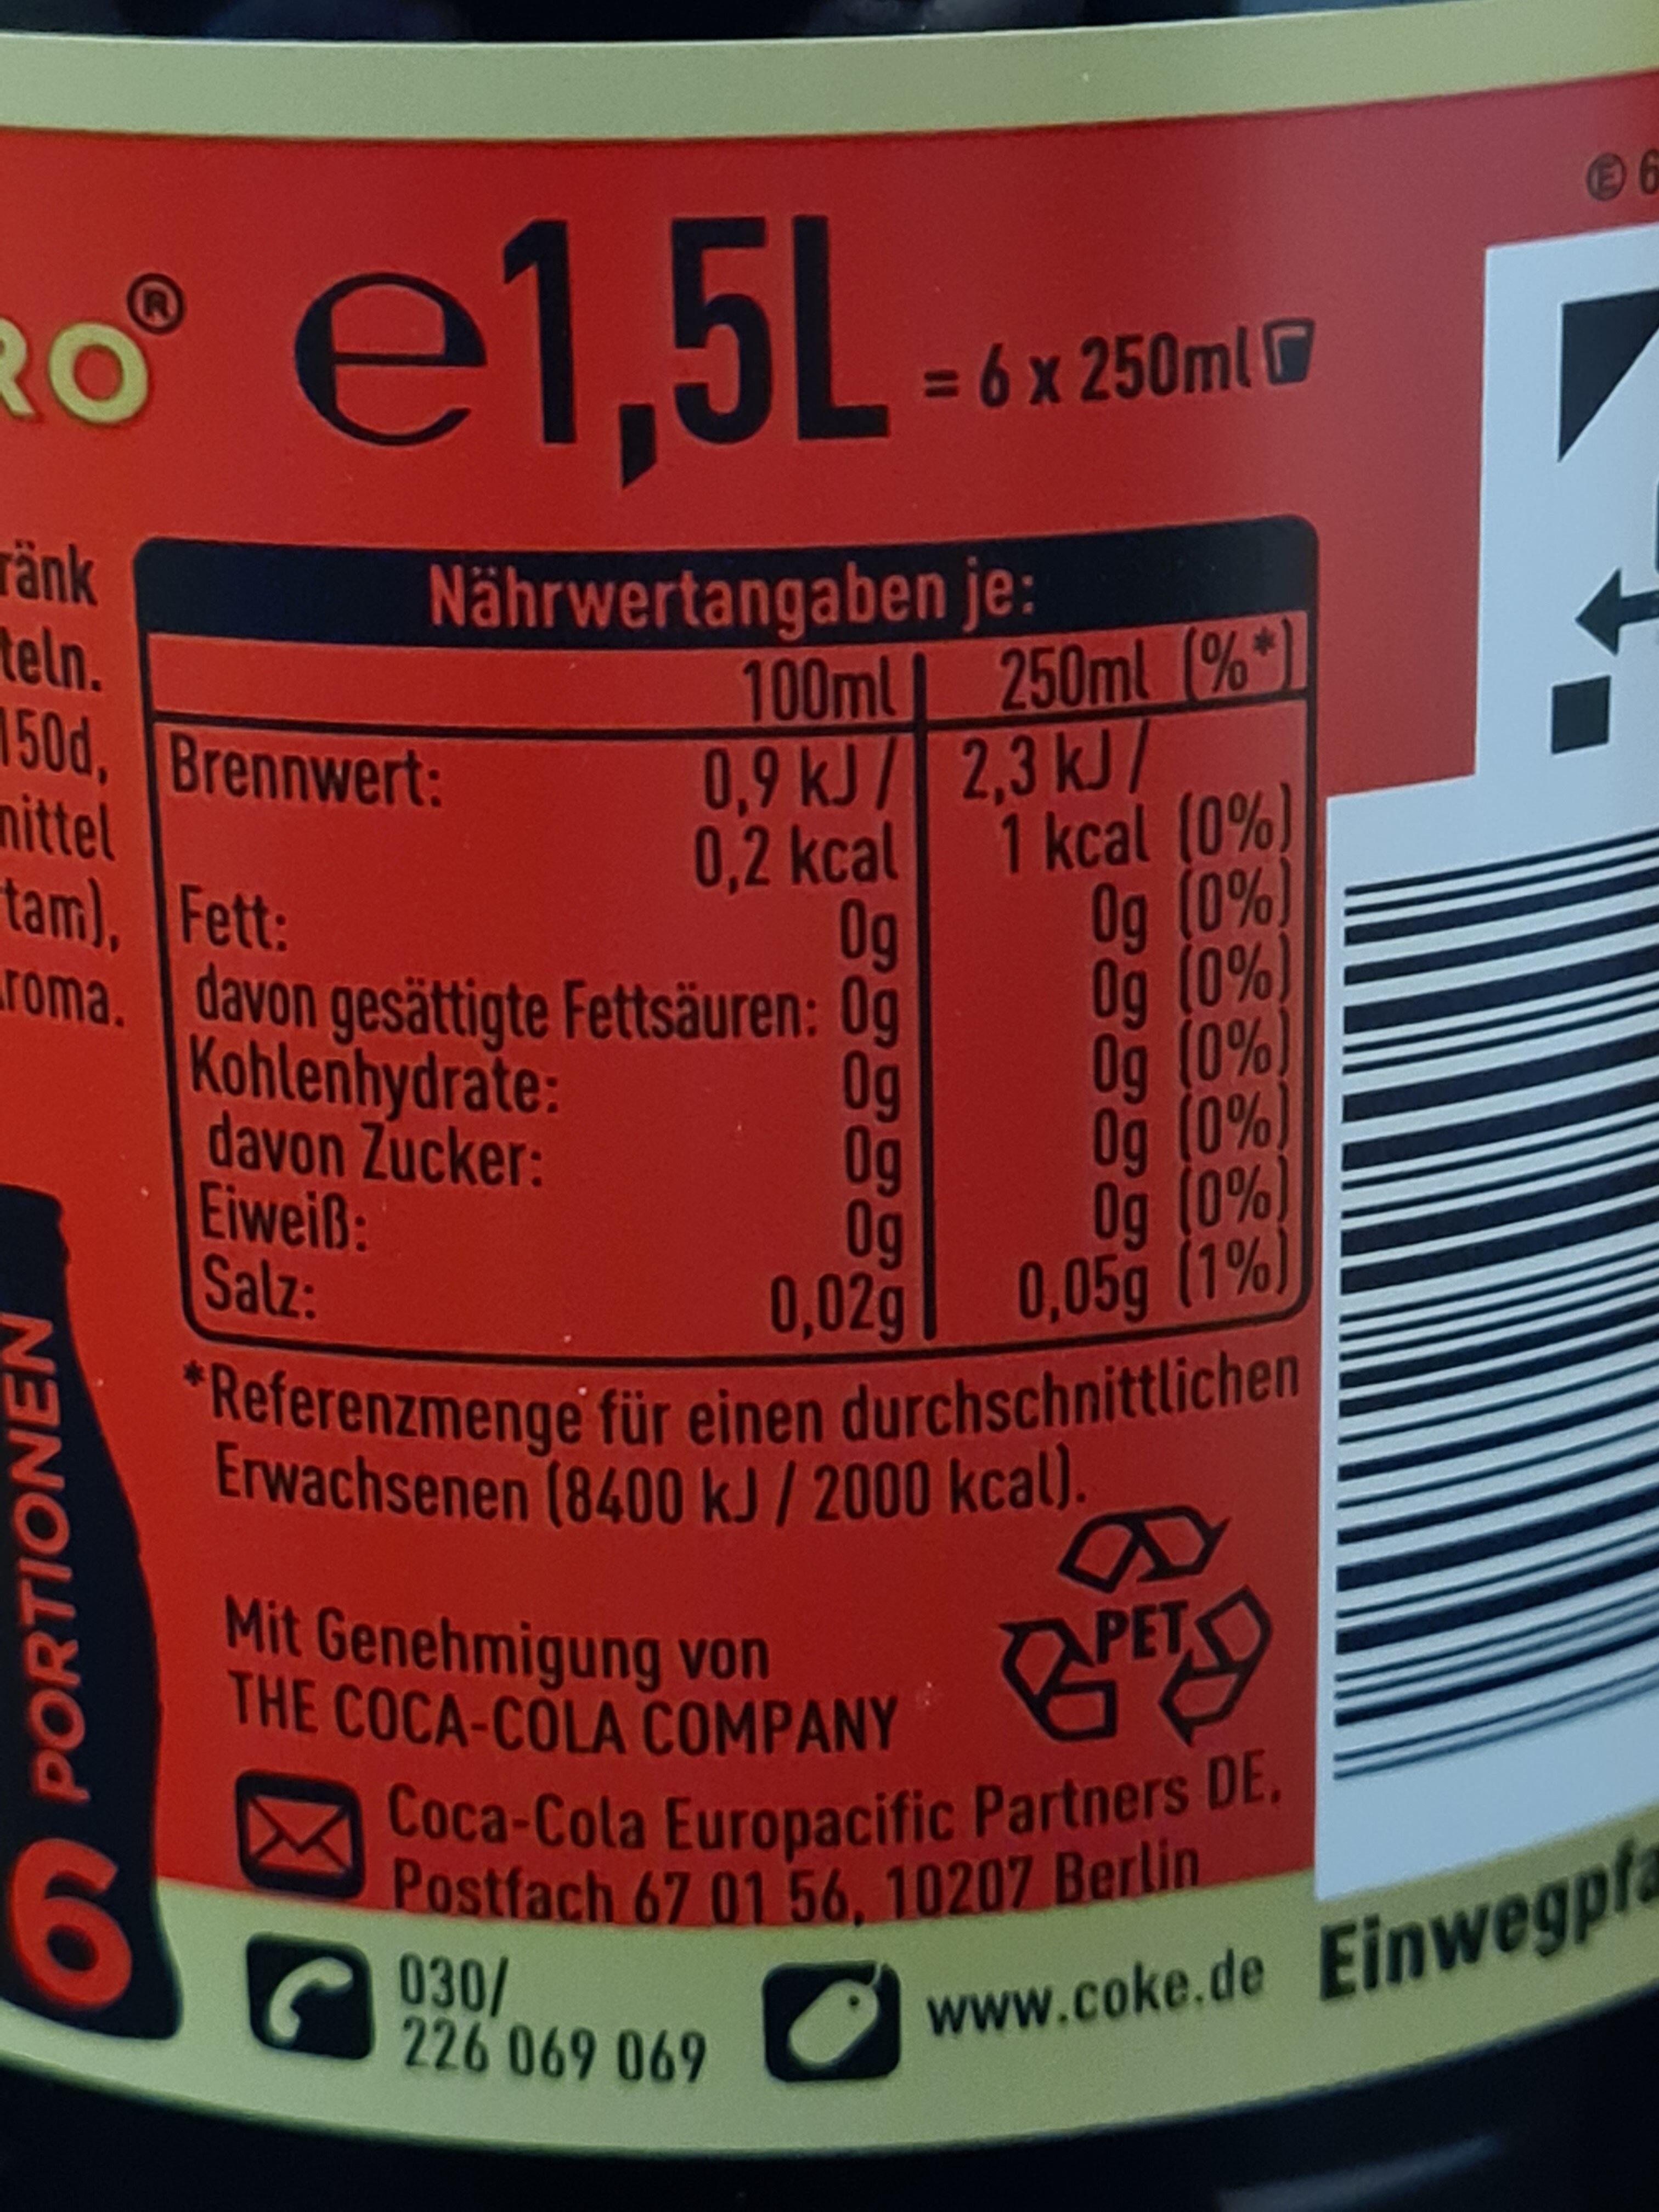 RO®
e1,5L = 6 x 250ml
Ⓔ 6
ränk
teln.
150d,
mittel
tam),
roma.
Nährwertangaben je:
100ml 250ml (%*)
Brennwert: 0,9 kJ / 2,3 kJ /
0,2 kcal 1 kcal (0%)
Fett: 0g 0g (0%)
davon gesättigte Fettsäuren: 0g 0g (0%)
Kohlenhydrate: 0g 0g (0%)
davon Zucker: 0g 0g (0%)
Eiweiß: 0g 0g (0%)
Salz: 0,02g 0,05g (1%)
*Referenzmenge für einen durchschnittlichen
Erwachsenen (8400 kJ / 2000 kcal).
6 PORTIONEN
Mit Genehmigung von
THE COCA-COLA COMPANY
PET
Coca-Cola Europacific Partners DE,
Postfach 67 01 56, 10207 Berlin
030/
226 069 069
www.coke.de
Einwegpfa